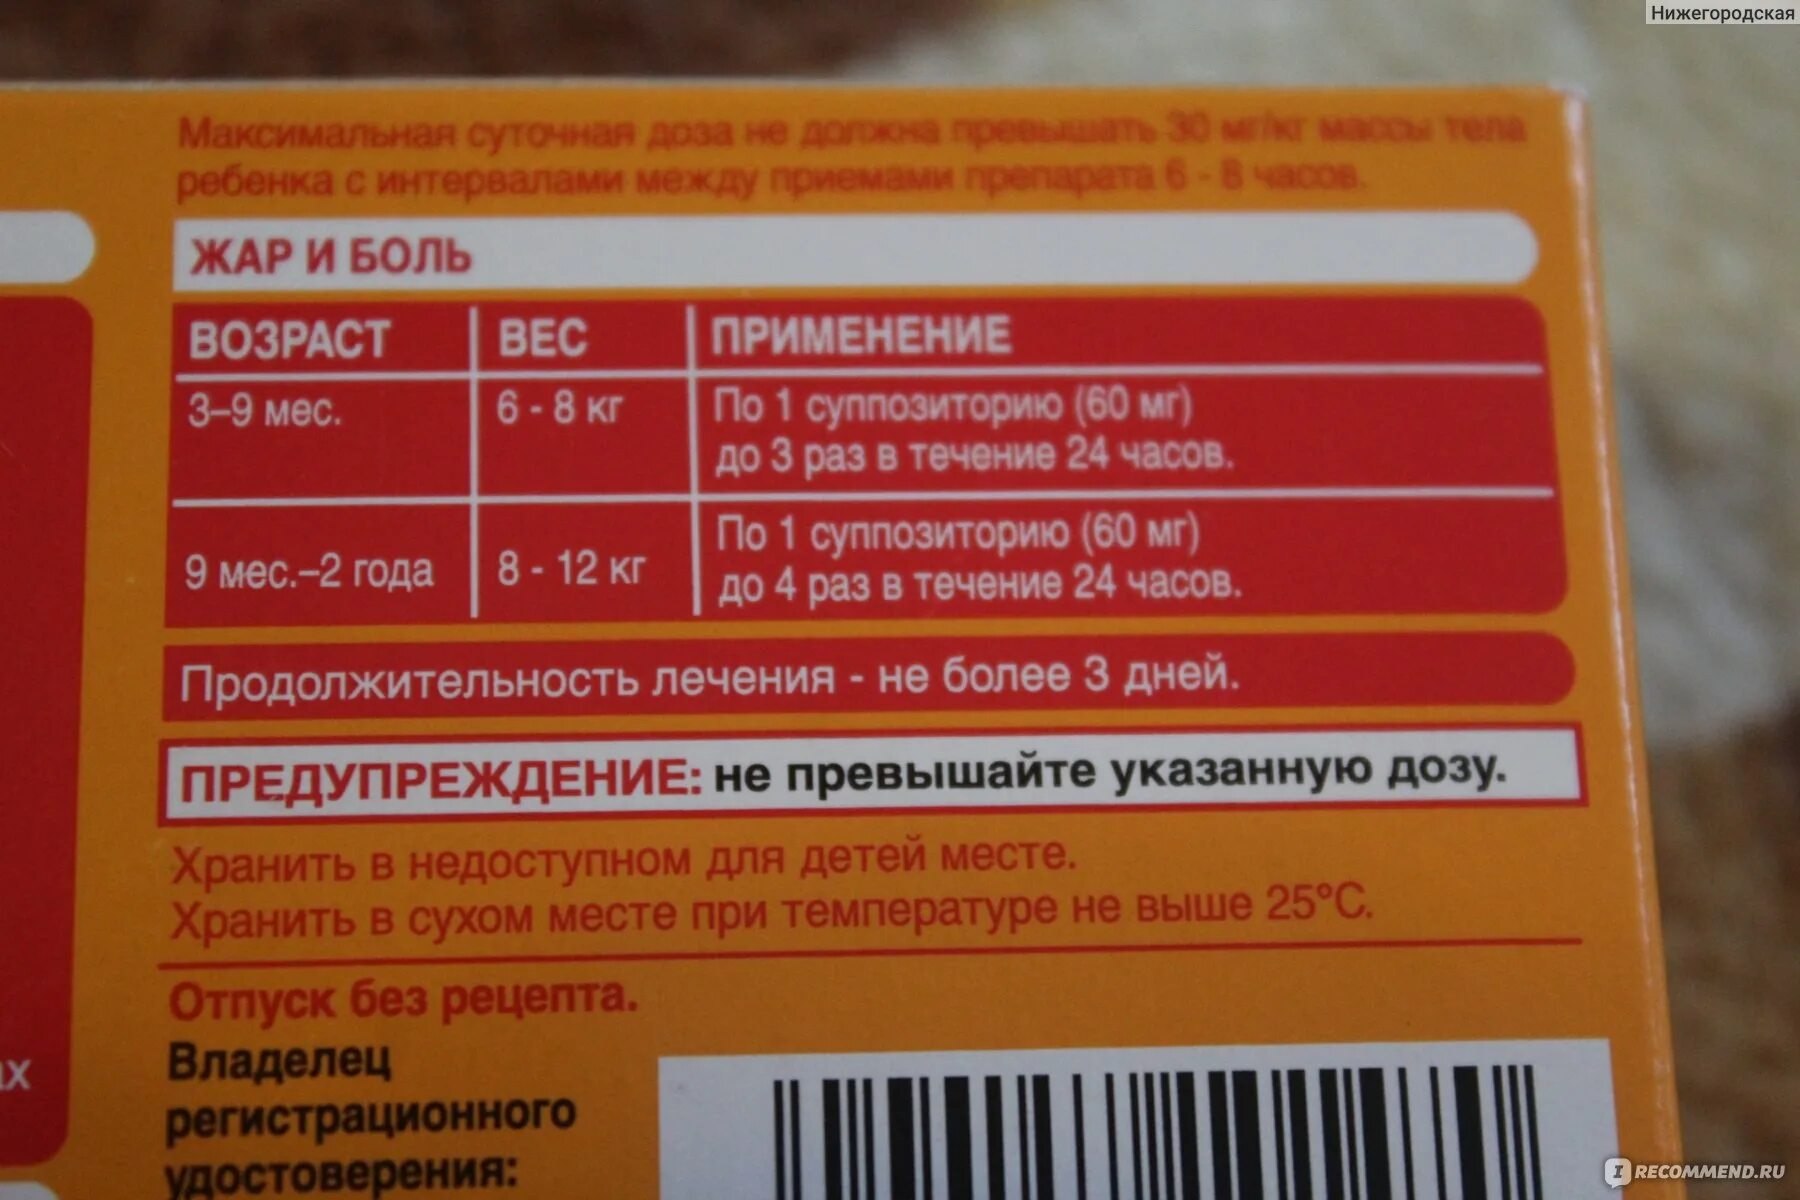 Нижегородская
Максимальная суточная доза не должна превышать 30 мг/кг массы тела
ребенка с интервалами между приемами препарата 6 - 8 часов.
ЖАР И БОЛЬ
ВОЗРАСТ ВЕС ПРИМЕНЕНИЕ
3–9 мес. 6 - 8 кг По 1 суппозиторию (60 мг)
до 3 раз в течение 24 часов.
9 мес.–2 года 8 - 12 кг По 1 суппозиторию (60 мг)
до 4 раз в течение 24 часов.
Продолжительность лечения - не более 3 дней.
ПРЕДУПРЕЖДЕНИЕ: не превышайте указанную дозу.
Хранить в недоступном для детей месте.
Хранить в сухом месте при температуре не выше 25°C.
Отпуск без рецепта.
Владелец
регистрационного
удостоверения:
ах
IRECOMMEND.RU